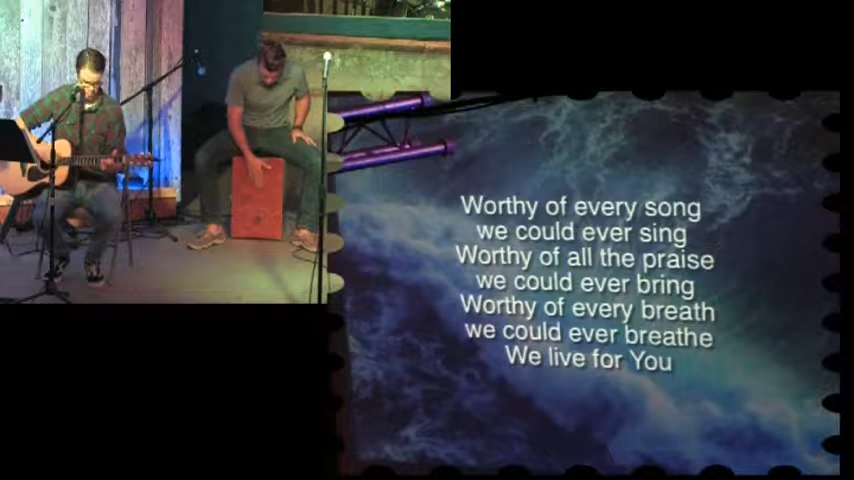 Worthy of every song
we could ever sing
Worthy of all the praise
we could ever bring
Worthy of every breath
we could ever breathe
We live for You